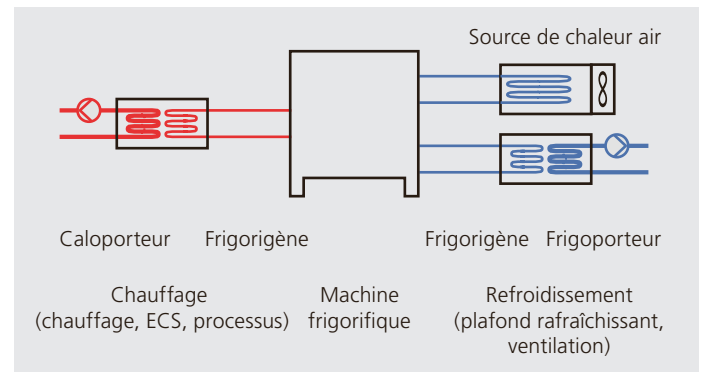 Source de chaleur air
Caloporteur
Frigorigène
Frigorigène
Frigoporteur
Chauffage
(chauffage, ECS, processus)
Machine
frigorifique
Refroidissement
(plafond rafraîchissant,
ventilation)